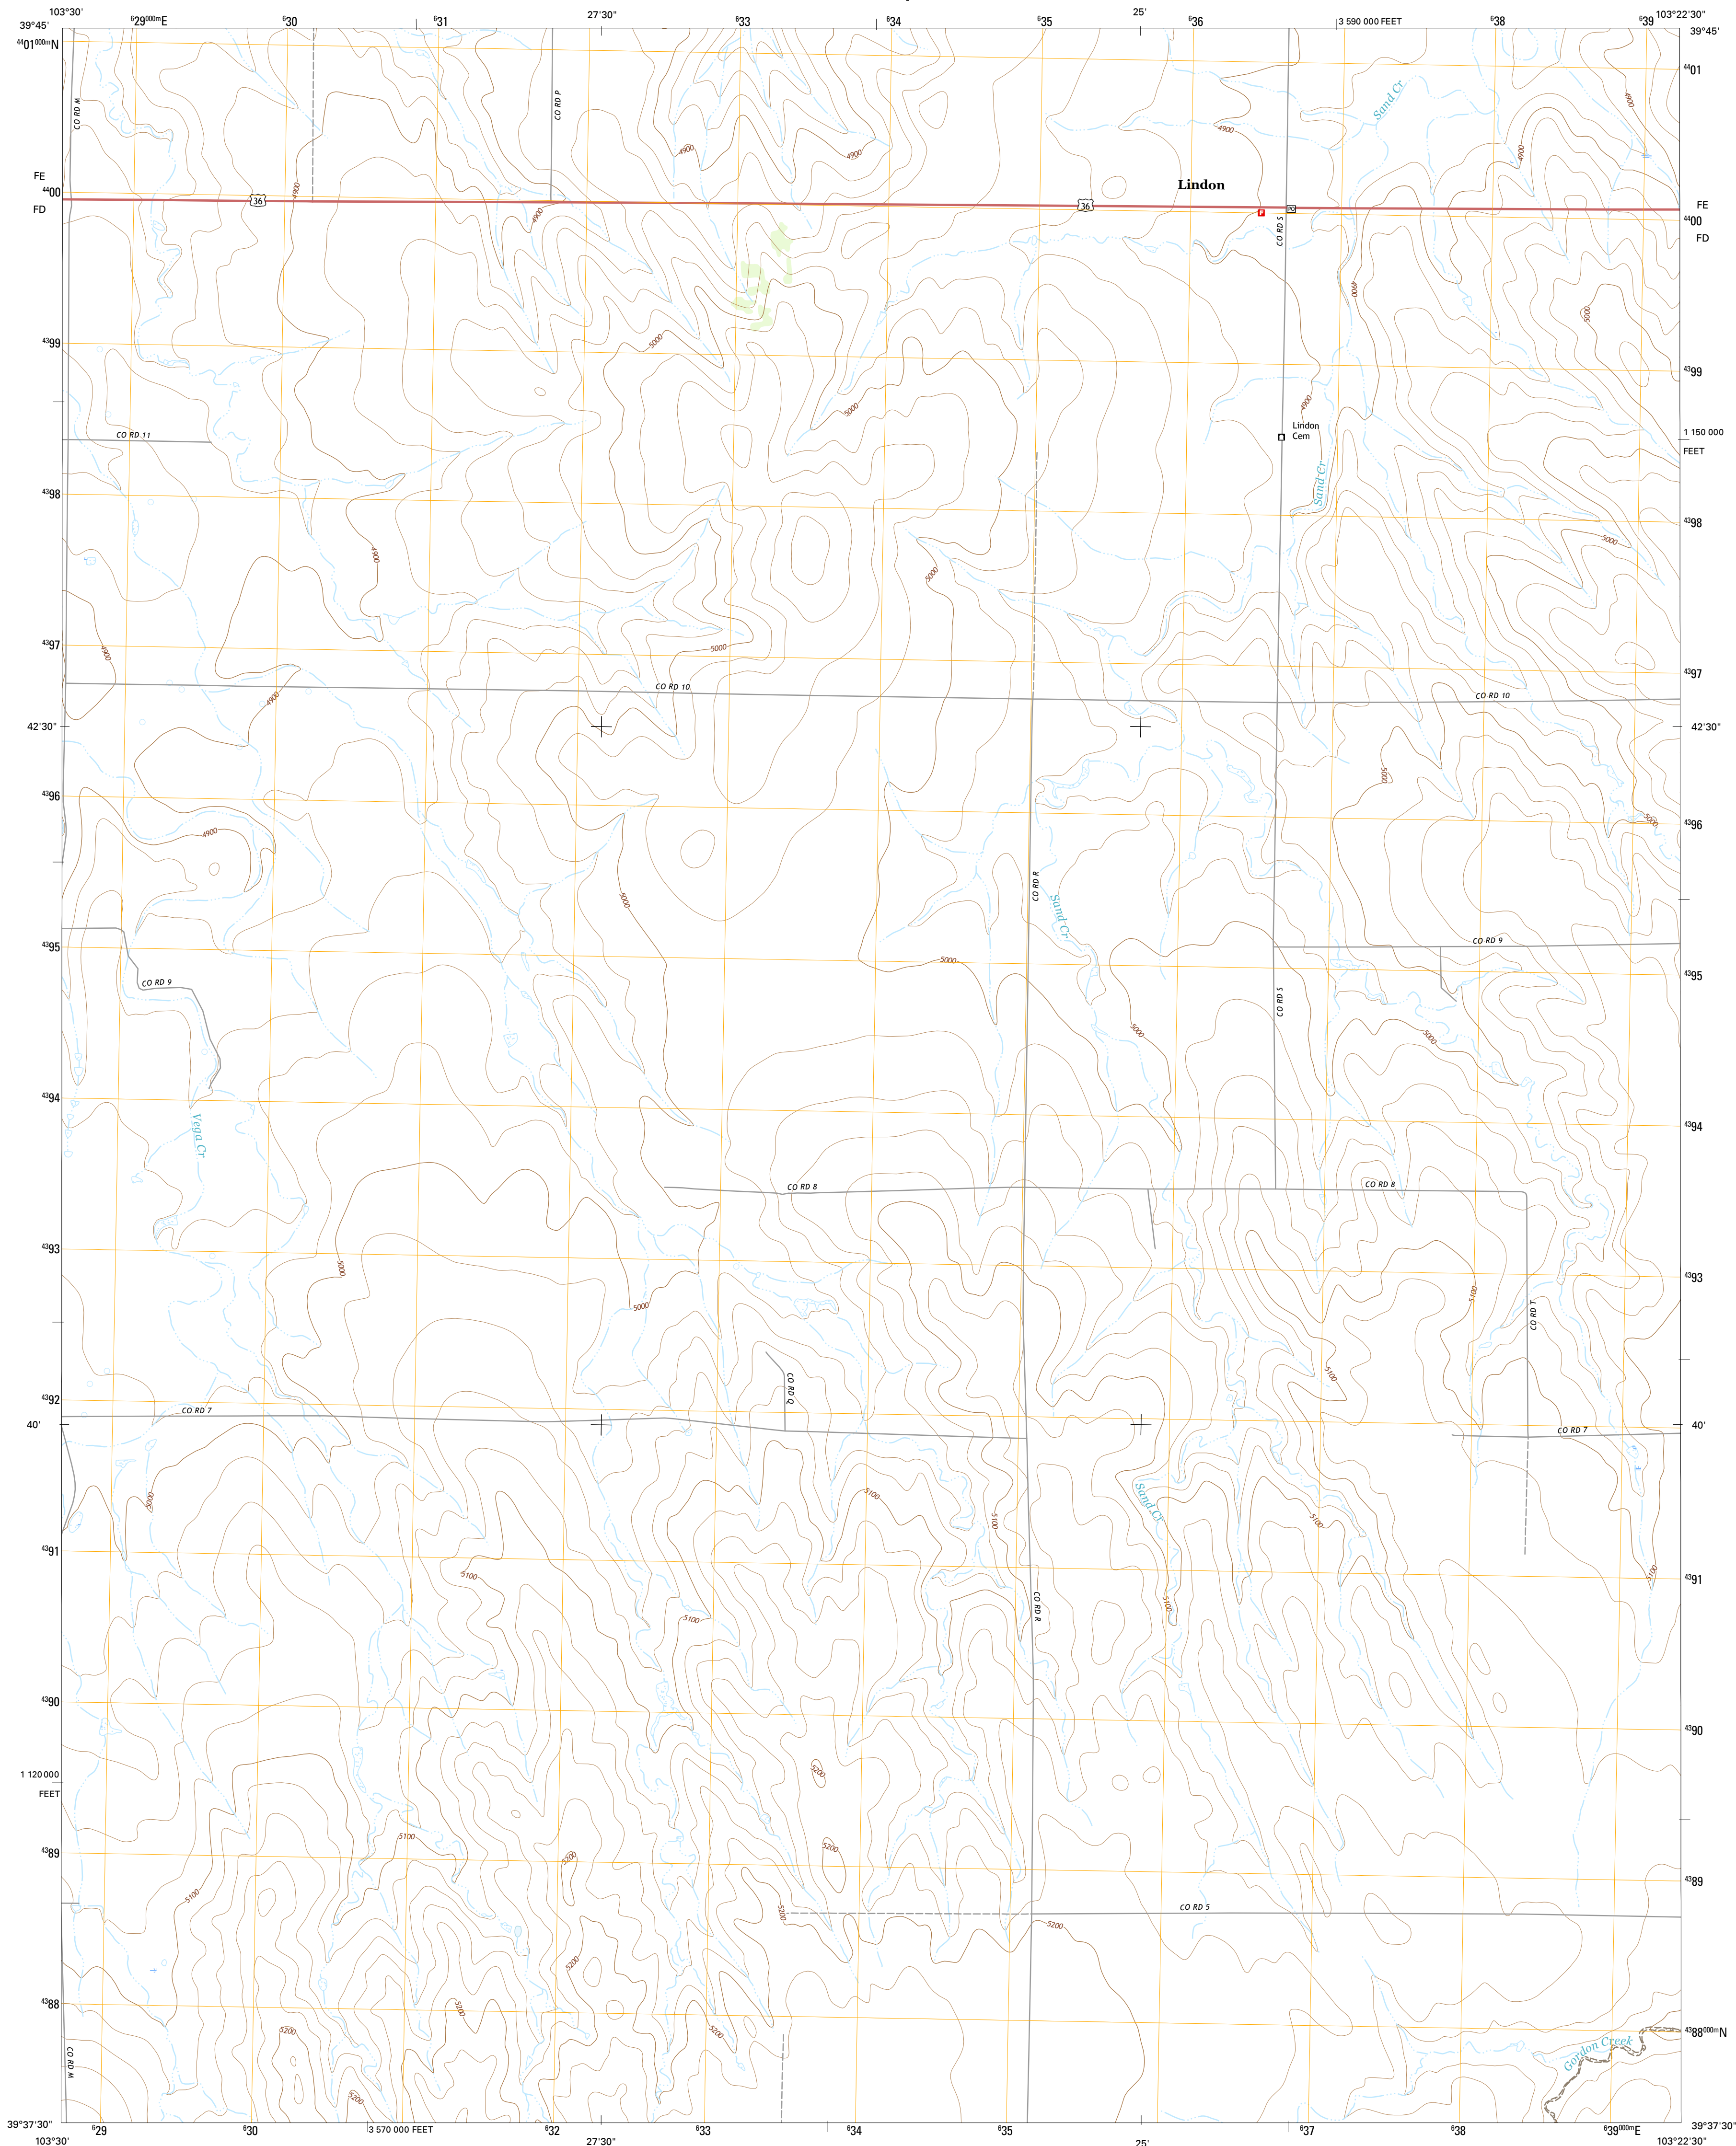 103°30'
⁶29⁰⁰⁰ᵐE
⁶30
⁶31
27'30"
⁶33
⁶34
⁶35
25'
⁶36
3 590 000 FEET
⁶38
⁶39
103°22'30"
39°45'
39°45'
⁴⁴01⁰⁰⁰ᵐN
⁴⁴01
CO RD M
CO RD P
Sand Cr
4900
4900
4900
4900
4900
4900
4900
FE
FD
⁴⁴00
36
36
Lindon
F
PO
FE
⁴⁴00
FD
CO RD S
4900
5000
5000
⁴³99
⁴³99
5000
4900
CO RD 11
Lindon
Cem
1 150 000
FEET
Sand Cr
⁴³98
⁴³98
4900
5000
5000
⁴³97
⁴³97
4900
5000
CO RD 10
CO RD 10
4900
42'30"
42'30"
5000
⁴³96
⁴³96
4900
5000
5000
CO RD R
Sand Cr
⁴³95
⁴³95
CO RD 9
CO RD 9
5000
CO RD S
5000
5000
⁴³94
⁴³94
Vega Cr
CO RD 8
CO RD 8
⁴³93
⁴³93
5000
5000
5100
CO RD T
5100
CO RD Q
⁴³92
CO RD 7
40'
40'
CO RD 7
5000
5100
5100
Sand Cr
5100
⁴³91
⁴³91
5100
5100
5100
5100
CO RD R
⁴³90
⁴³90
1 120 000
FEET
5200
5100
5200
5200
⁴³89
⁴³89
5100
5200
CO RD 5
5200
5200
⁴³88
⁴³88⁰⁰⁰ᵐN
5200
5200
5200
5200
CO RD M
Gordon Creek
39°37'30"
39°37'30"
103°30'
⁶29
⁶30
3 570 000 FEET
⁶32
27'30"
⁶33
⁶34
⁶35
25'
⁶37
⁶38
⁶39⁰⁰⁰ᵐE
103°22'30"